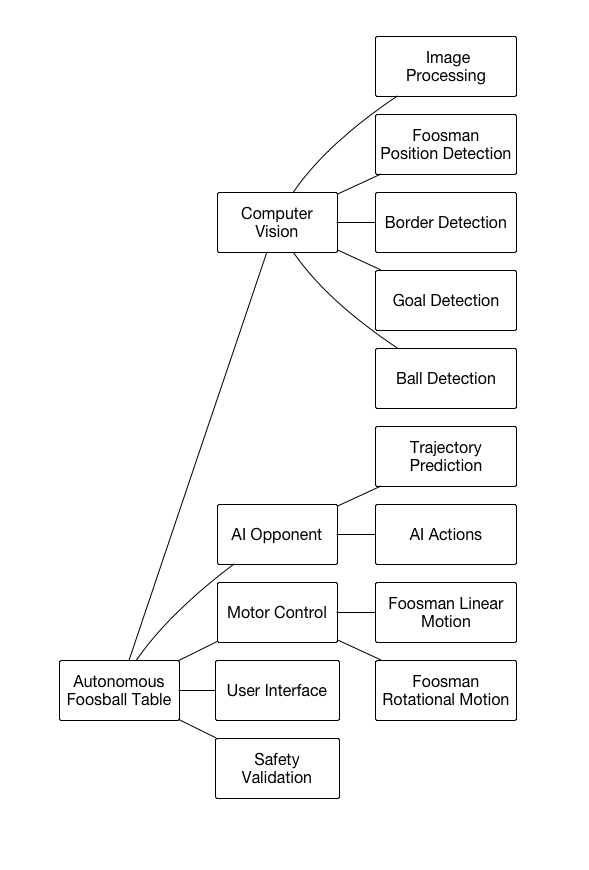 Image
Processing
Foosman
Position Detection
Computer
Vision
Border Detection
Goal Detection
Ball Detection
Trajectory
Prediction
AI Opponent
AI Actions
Motor Control
Foosman Linear
Motion
Autonomous
Foosball Table
User Interface
Foosman
Rotational Motion
Safety
Validation